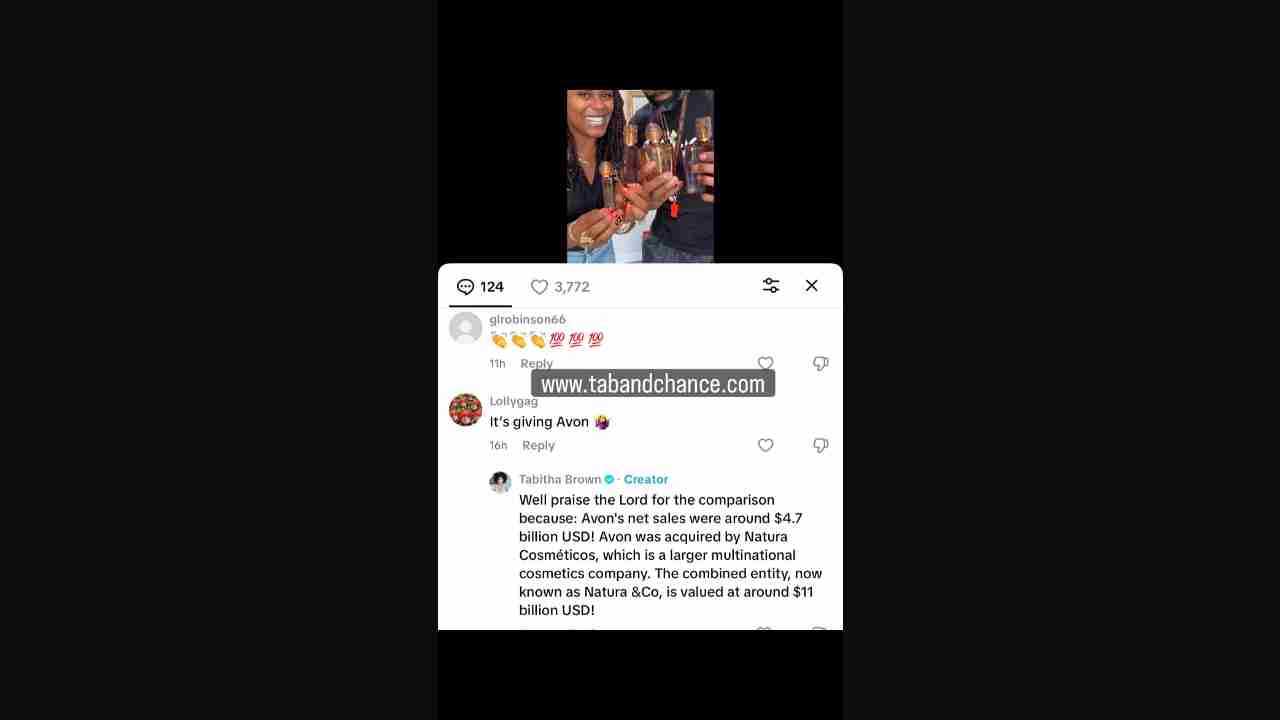 124
3,772
glrobinson66
👏👏👏💯💯💯
11h Reply
www.tabandchance.com
Lollygag
It's giving Avon 🤷‍♀️
16h Reply
Tabitha Brown · Creator
Well praise the Lord for the comparison
because: Avon's net sales were around $4.7
billion USD! Avon was acquired by Natura
Cosméticos, which is a larger multinational
cosmetics company. The combined entity, now
known as Natura &Co, is valued at around $11
billion USD!